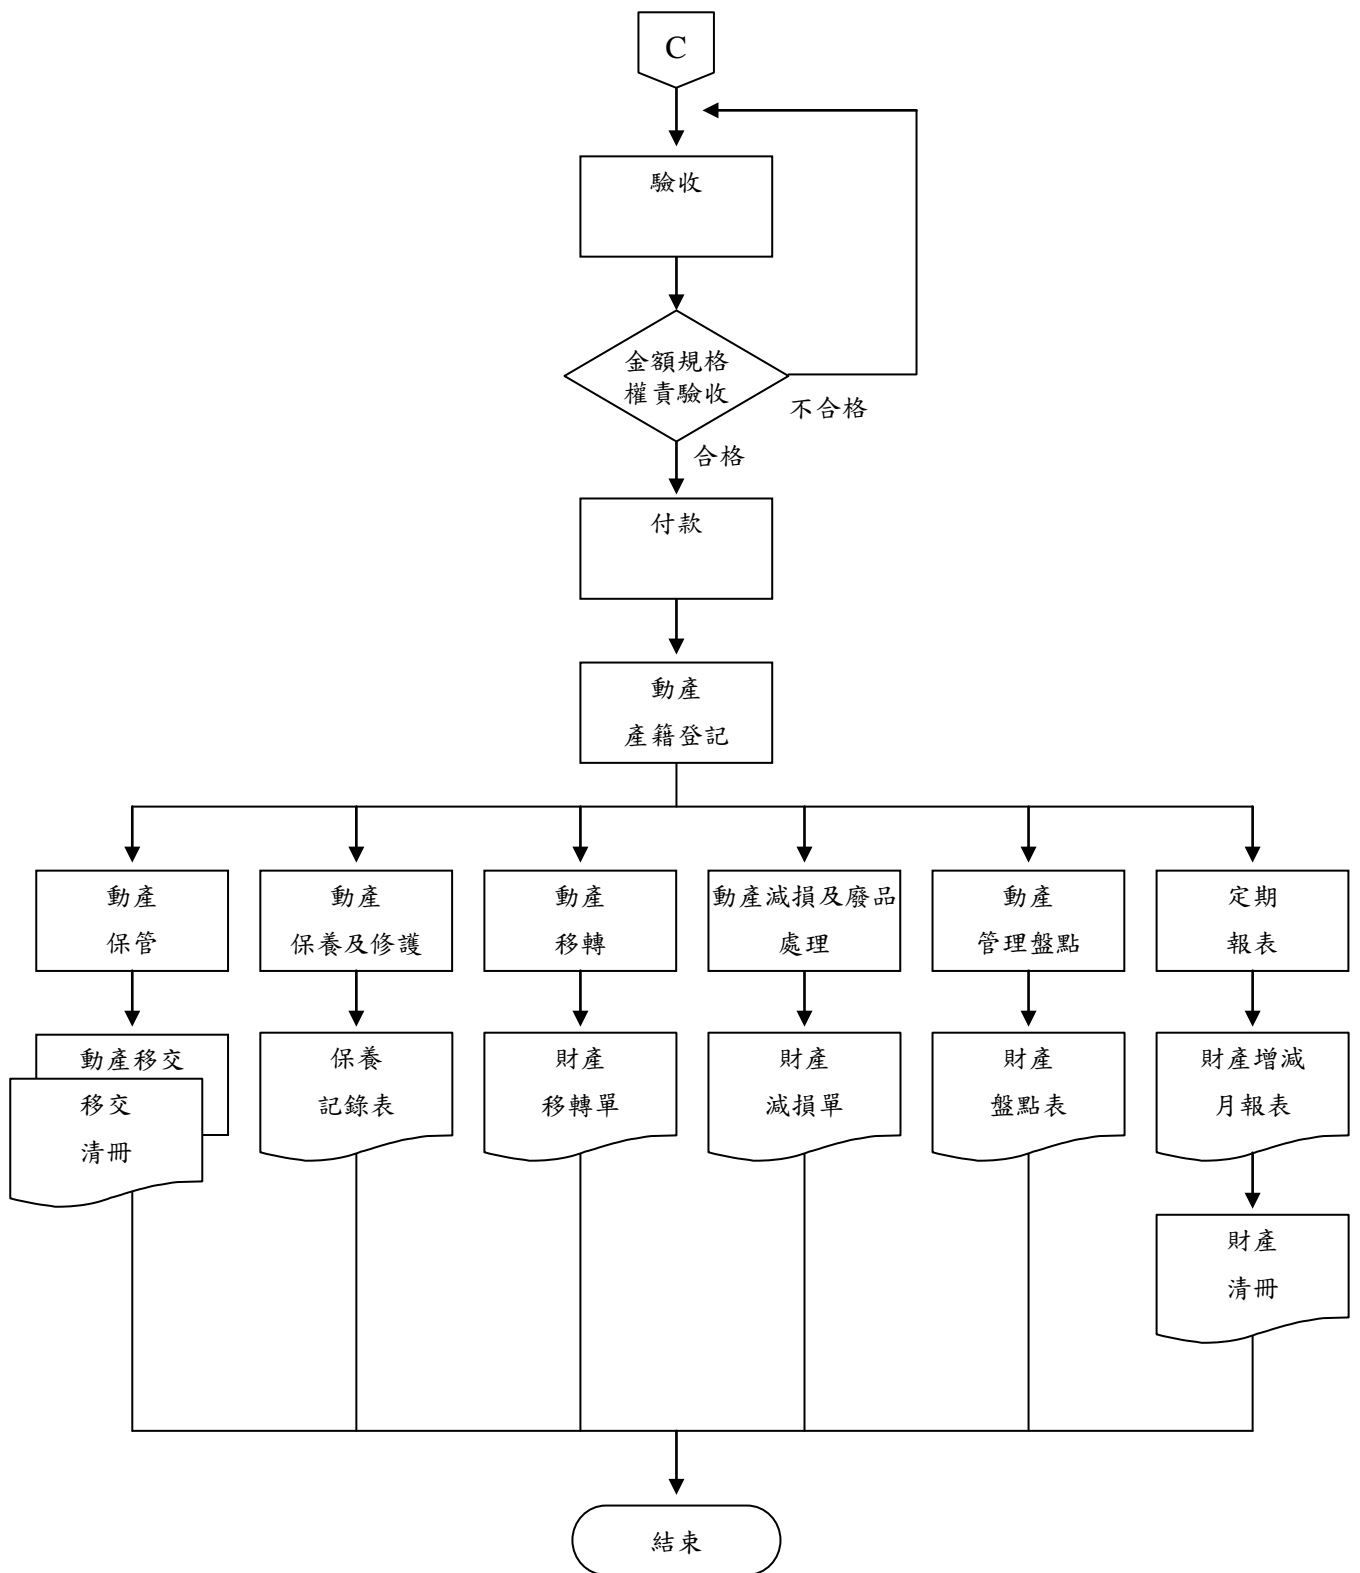 C
驗收
金額規格
權責驗收
不合格
合格
付款
動產
產籍登記
動產
保管
動產
保養及修護
動產
移轉
動產減損及廢品
處理
動產
管理盤點
定期
報表
動產移交
移交
清冊
保養
記錄表
財產
移轉單
財產
減損單
財產
盤點表
財產增減
月報表
財產
清冊
結束